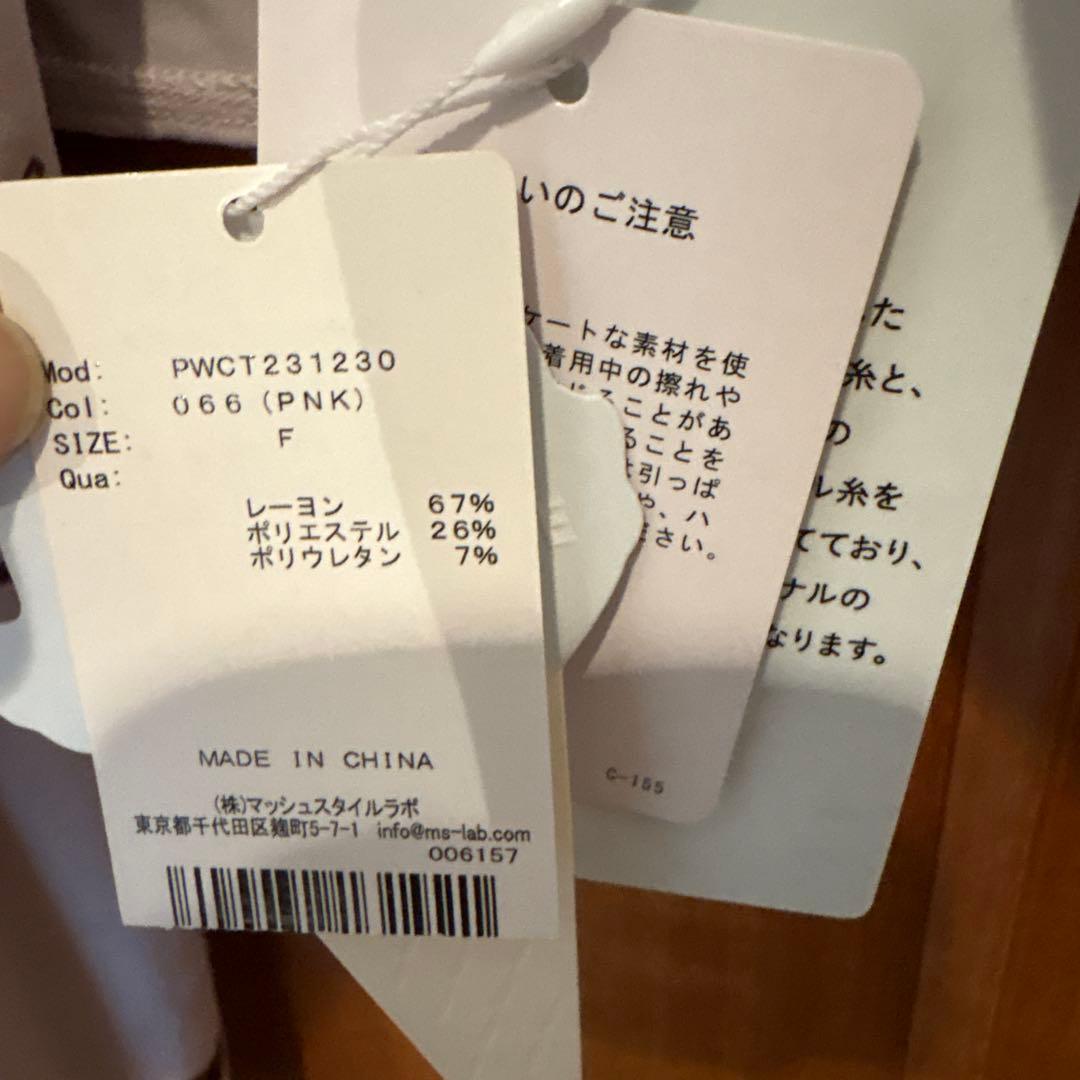 Mod: PWCT231230
Col: 066 (PNK)
SIZE: F
Qua:
レーヨン 67%
ポリエステル 26%
ポリウレタン 7%
MADE IN CHINA
(株)マッシュスタイルラボ
東京都千代田区麹町5-7-1 info@ms-lab.com
006157
いのご注意
ケートな素材を使
着用中の擦れや
じることがあ
ることを
引っぱ
や、ハ
ださい。
C-155
した
糸と、
の
ル糸を
てており、
ナルの
なります。